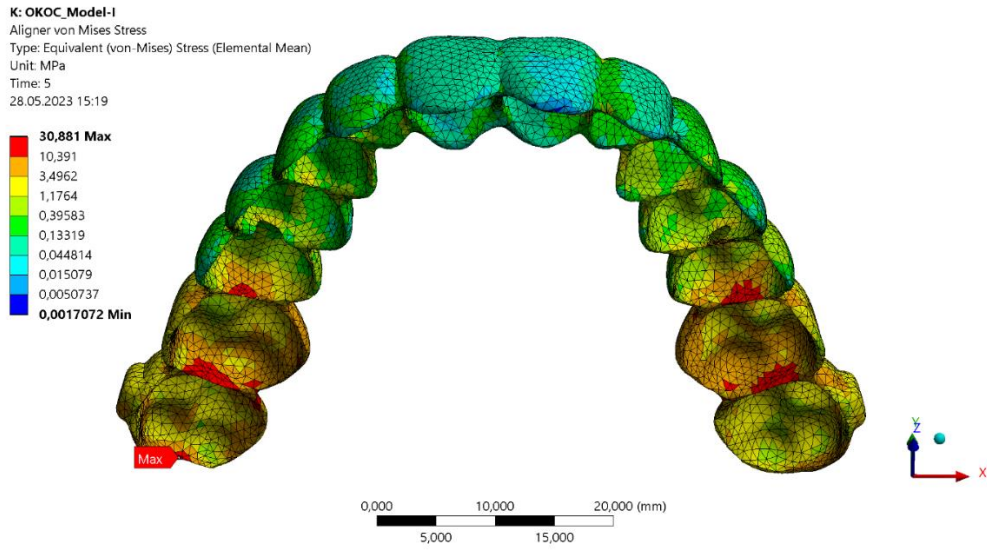 K: OKOC_Model-I
Aligner von Mises Stress
Type: Equivalent (von-Mises) Stress (Elemental Mean)
Unit: MPa
Time: 5
28.05.2023 15:19
30,881 Max
10,391
3,4962
1,1764
0,39583
0,13319
0,044814
0,015079
0,0050737
0,0017072 Min
Max
Y
Z
X
0,000 10,000 20,000 (mm)
5,000 15,000